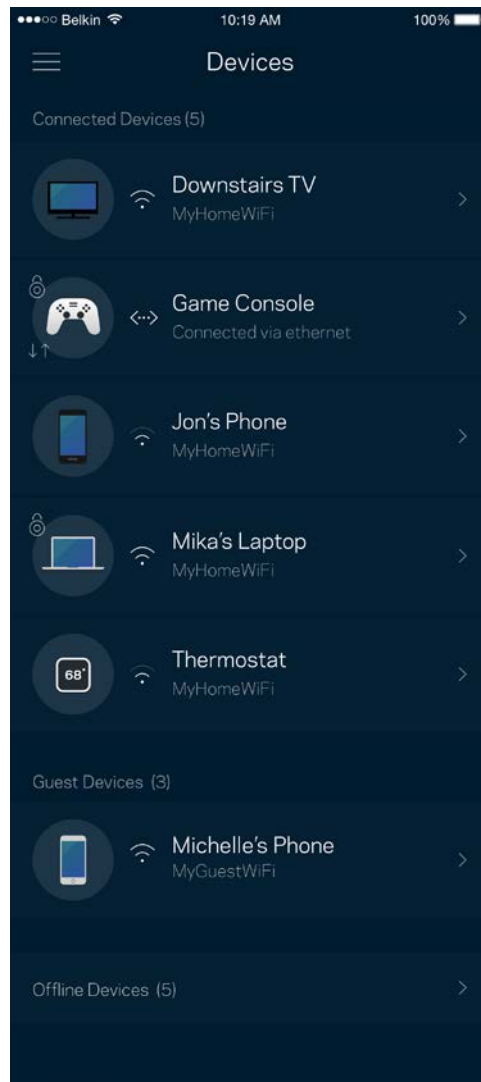 Belkin 10:19 AM 100%
Devices
Connected Devices (5)
Downstairs TV
MyHomeWiFi
Game Console
Connected via ethernet
Jon's Phone
MyHomeWiFi
Mika's Laptop
MyHomeWiFi
68°
Thermostat
MyHomeWiFi
Guest Devices (3)
Michelle's Phone
MyGuestWiFi
Offline Devices (5)